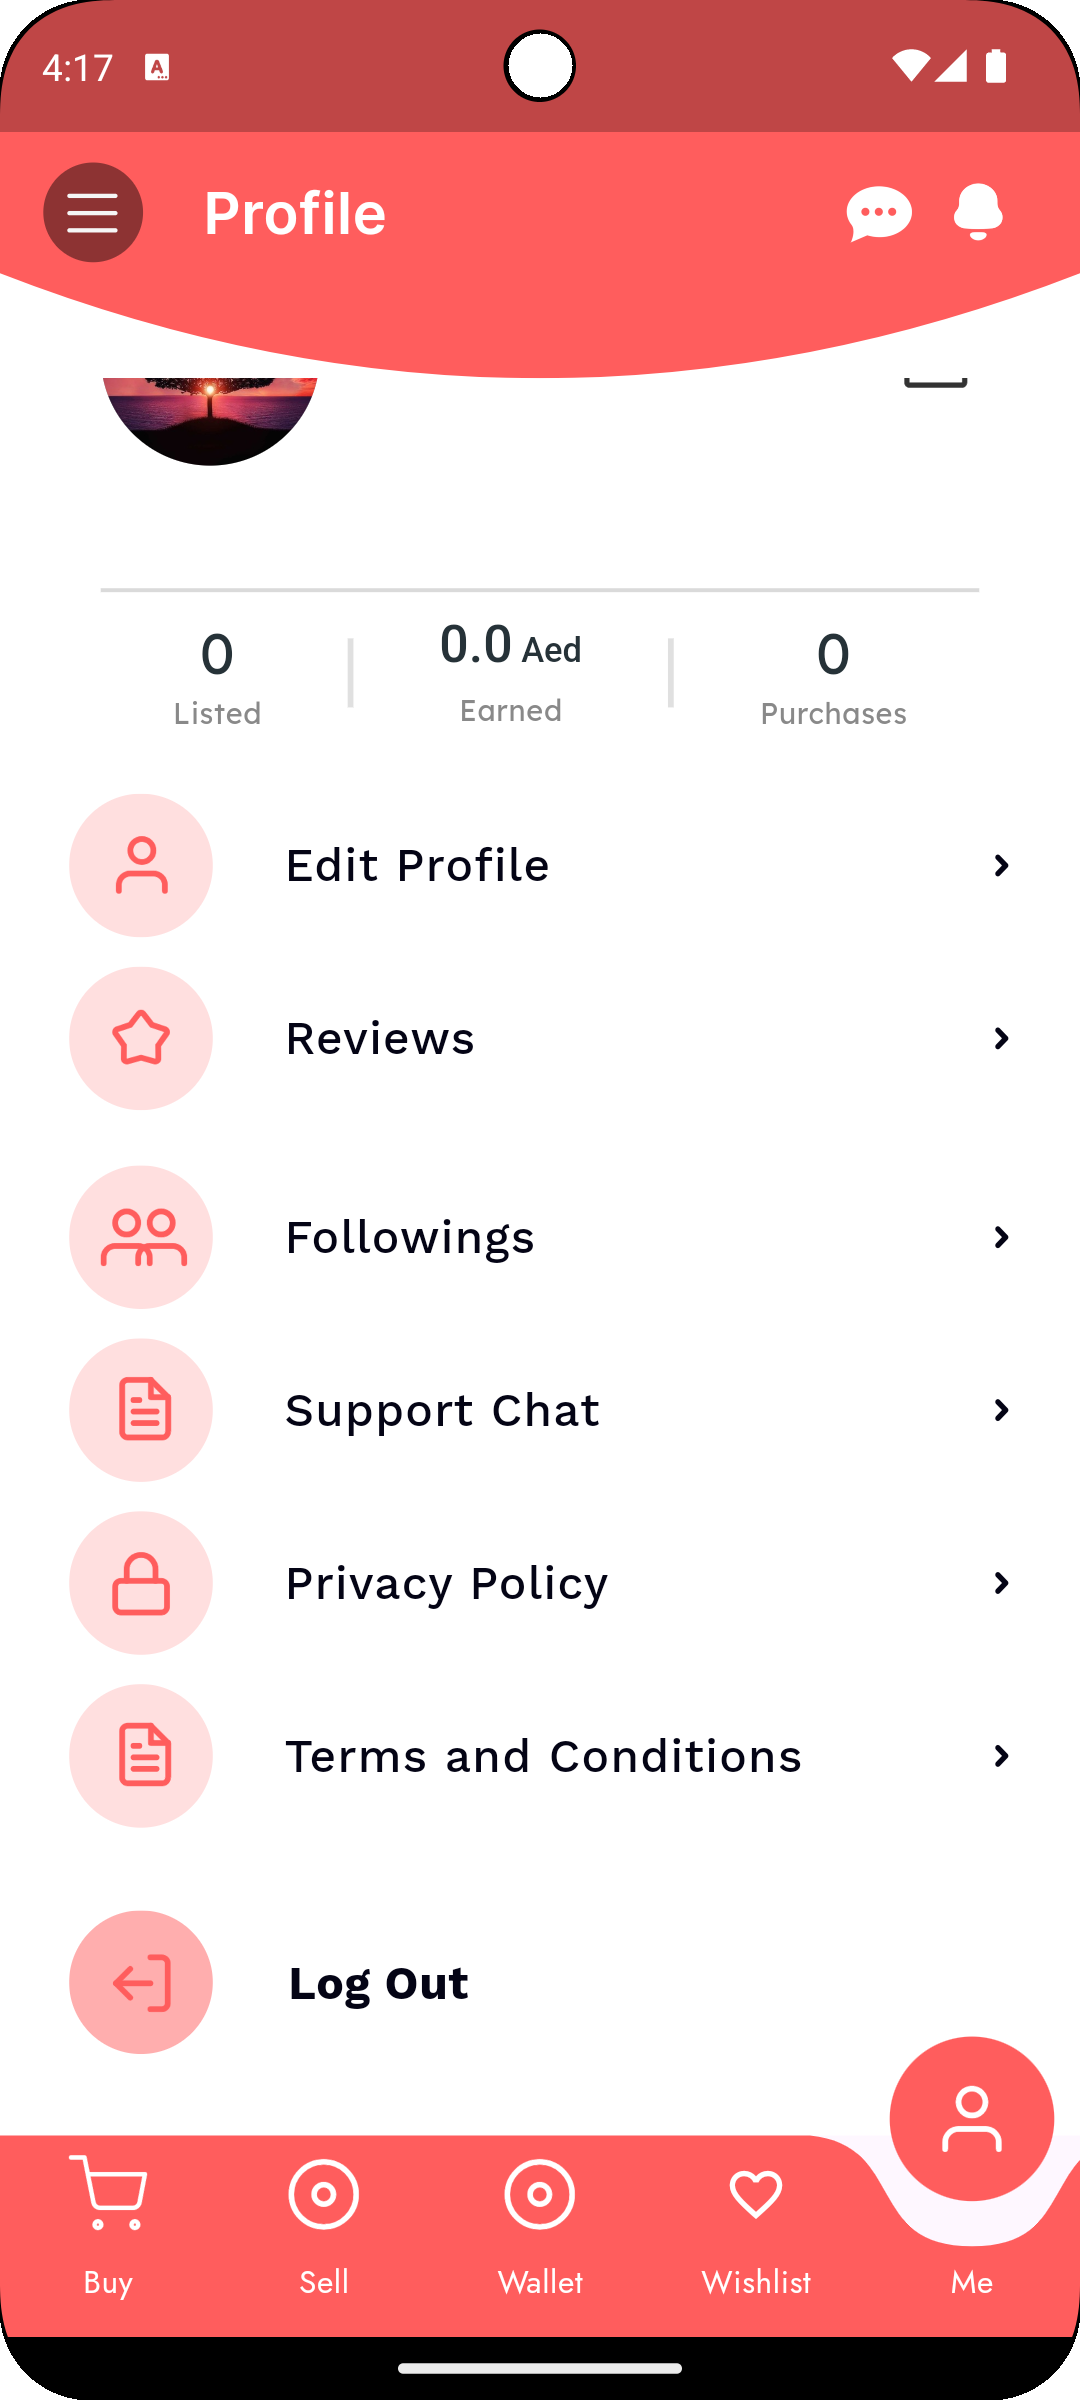 4:17
Profile
0
0.0 Aed
0
Listed
Earned
Purchases
Edit Profile
Reviews
Followings
Support Chat
Privacy Policy
Terms and Conditions
Log Out
Buy
Sell
Wallet
Wishlist
Me